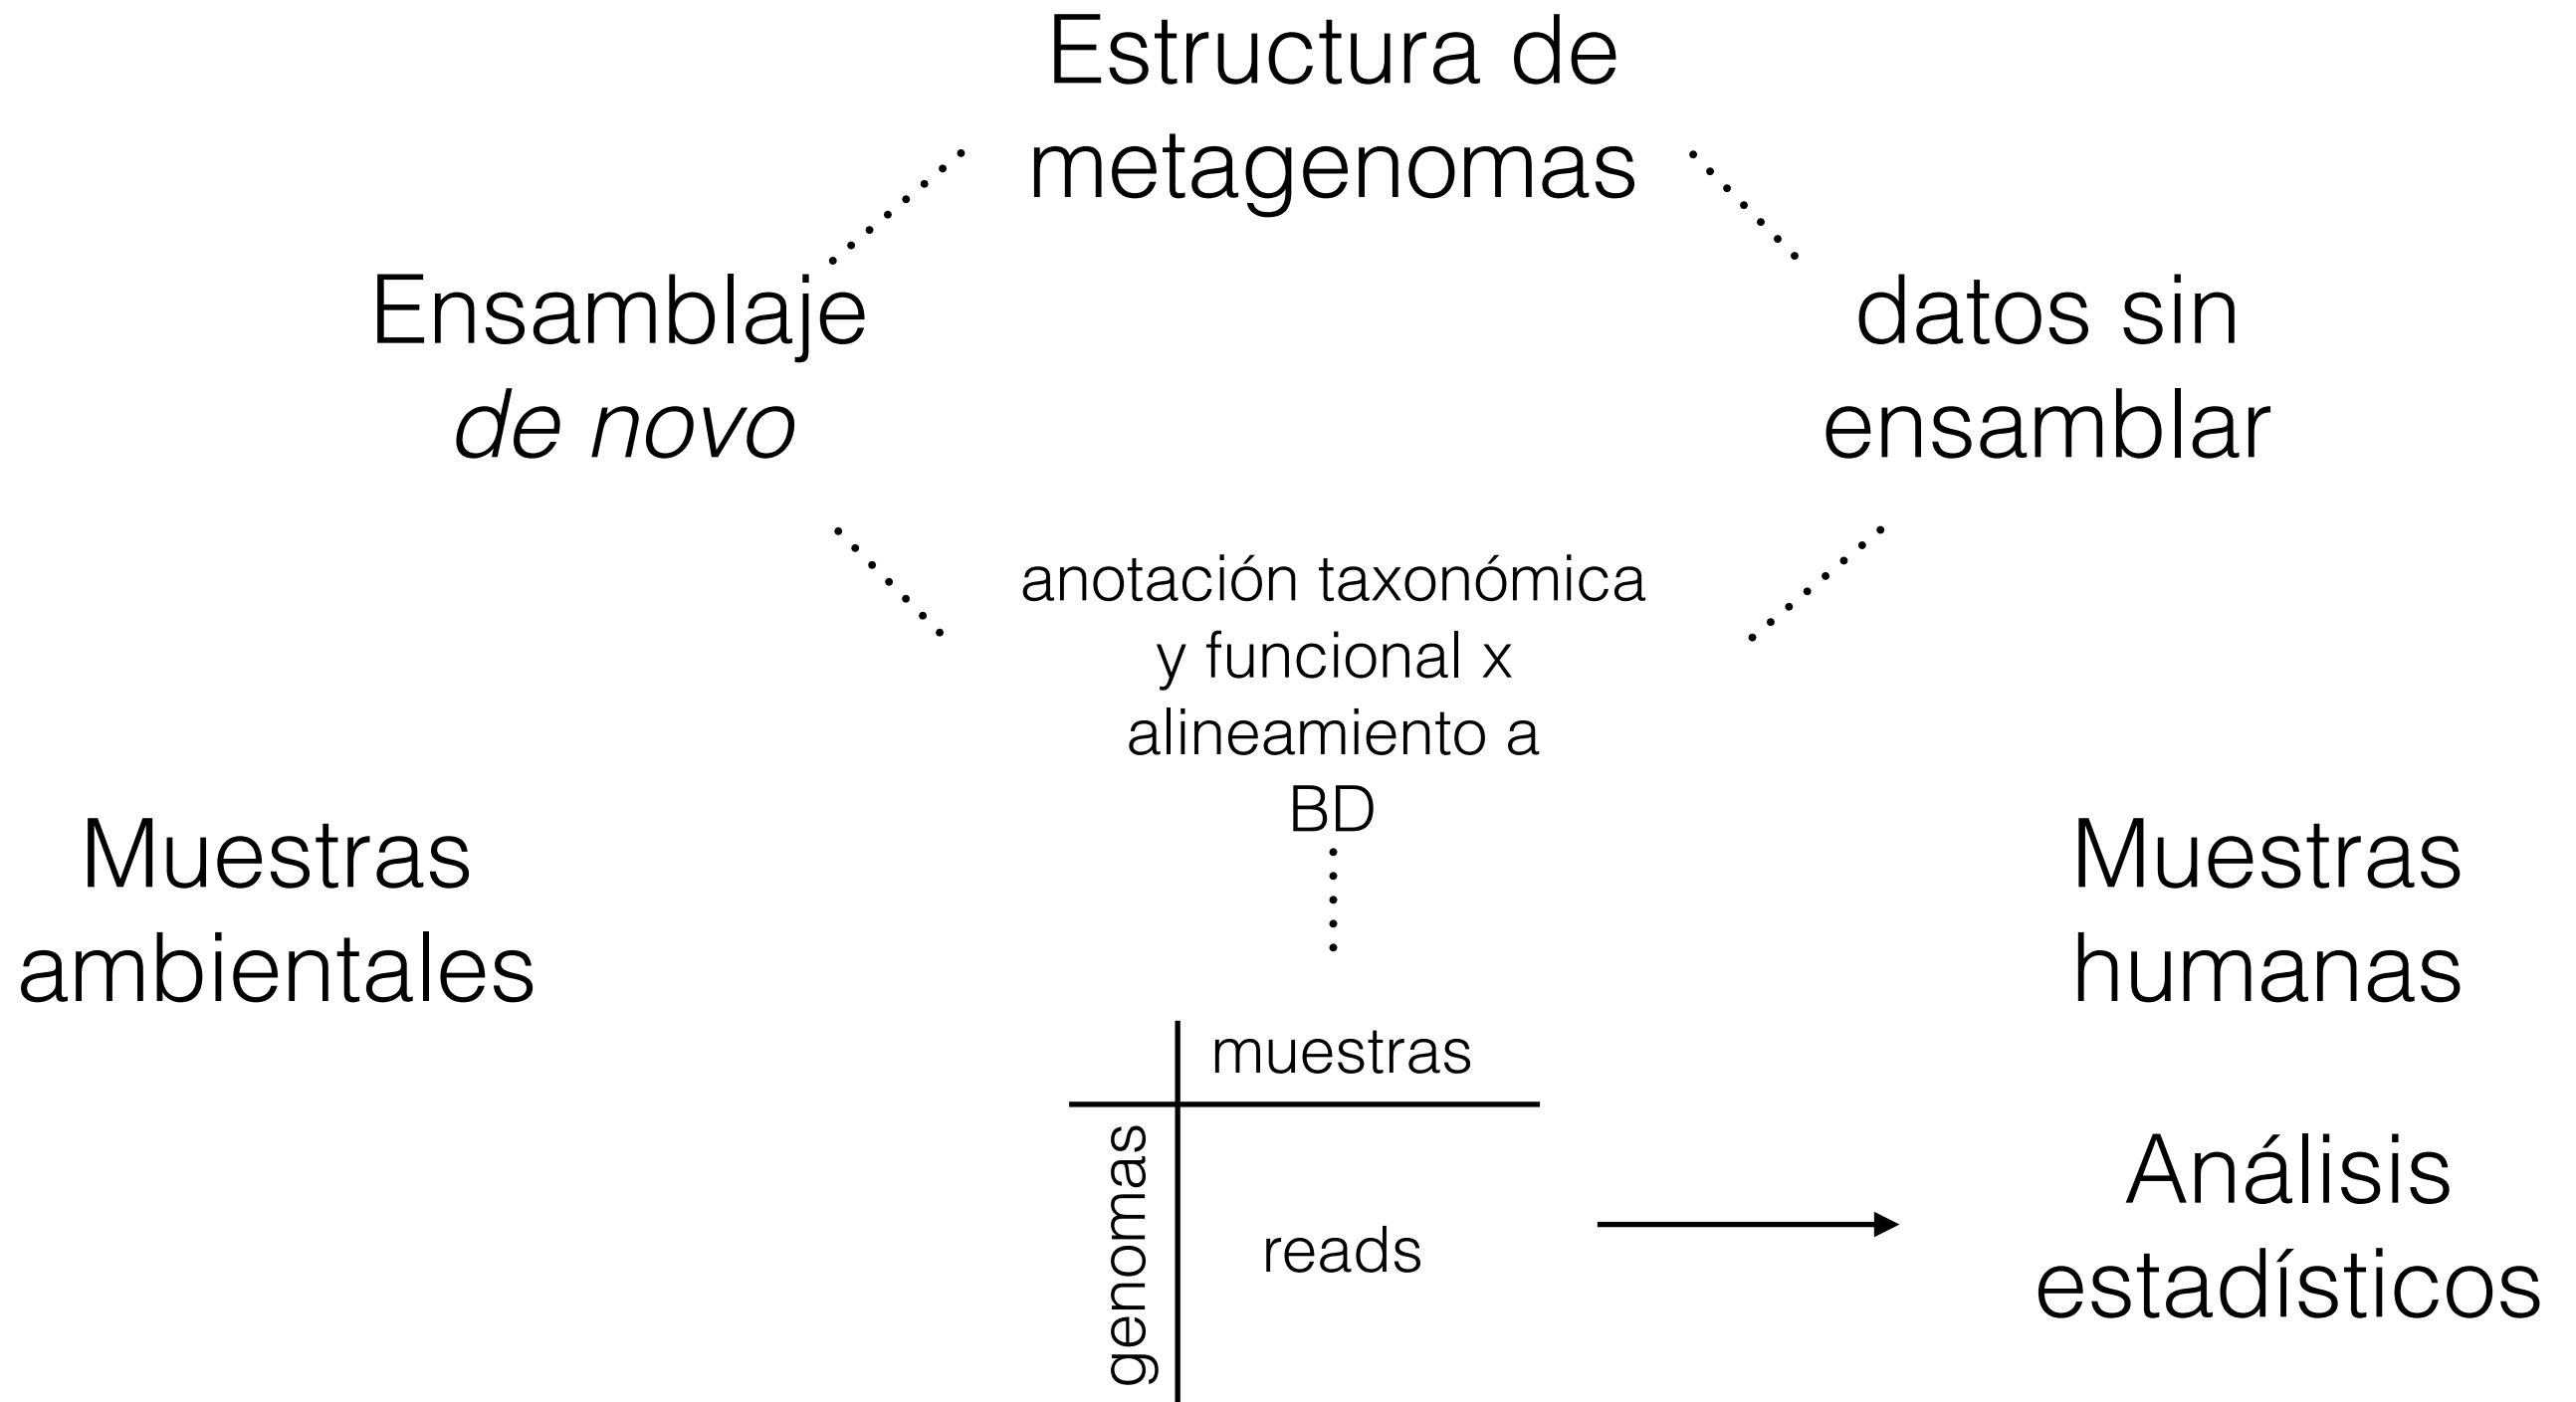 Estructura de
metagenomas
Ensamblaje
de novo
datos sin
ensamblar
anotación taxonómica
y funcional x
alineamiento a
BD
Muestras
ambientales
Muestras
humanas
muestras
genomas
reads
Análisis
estadísticos